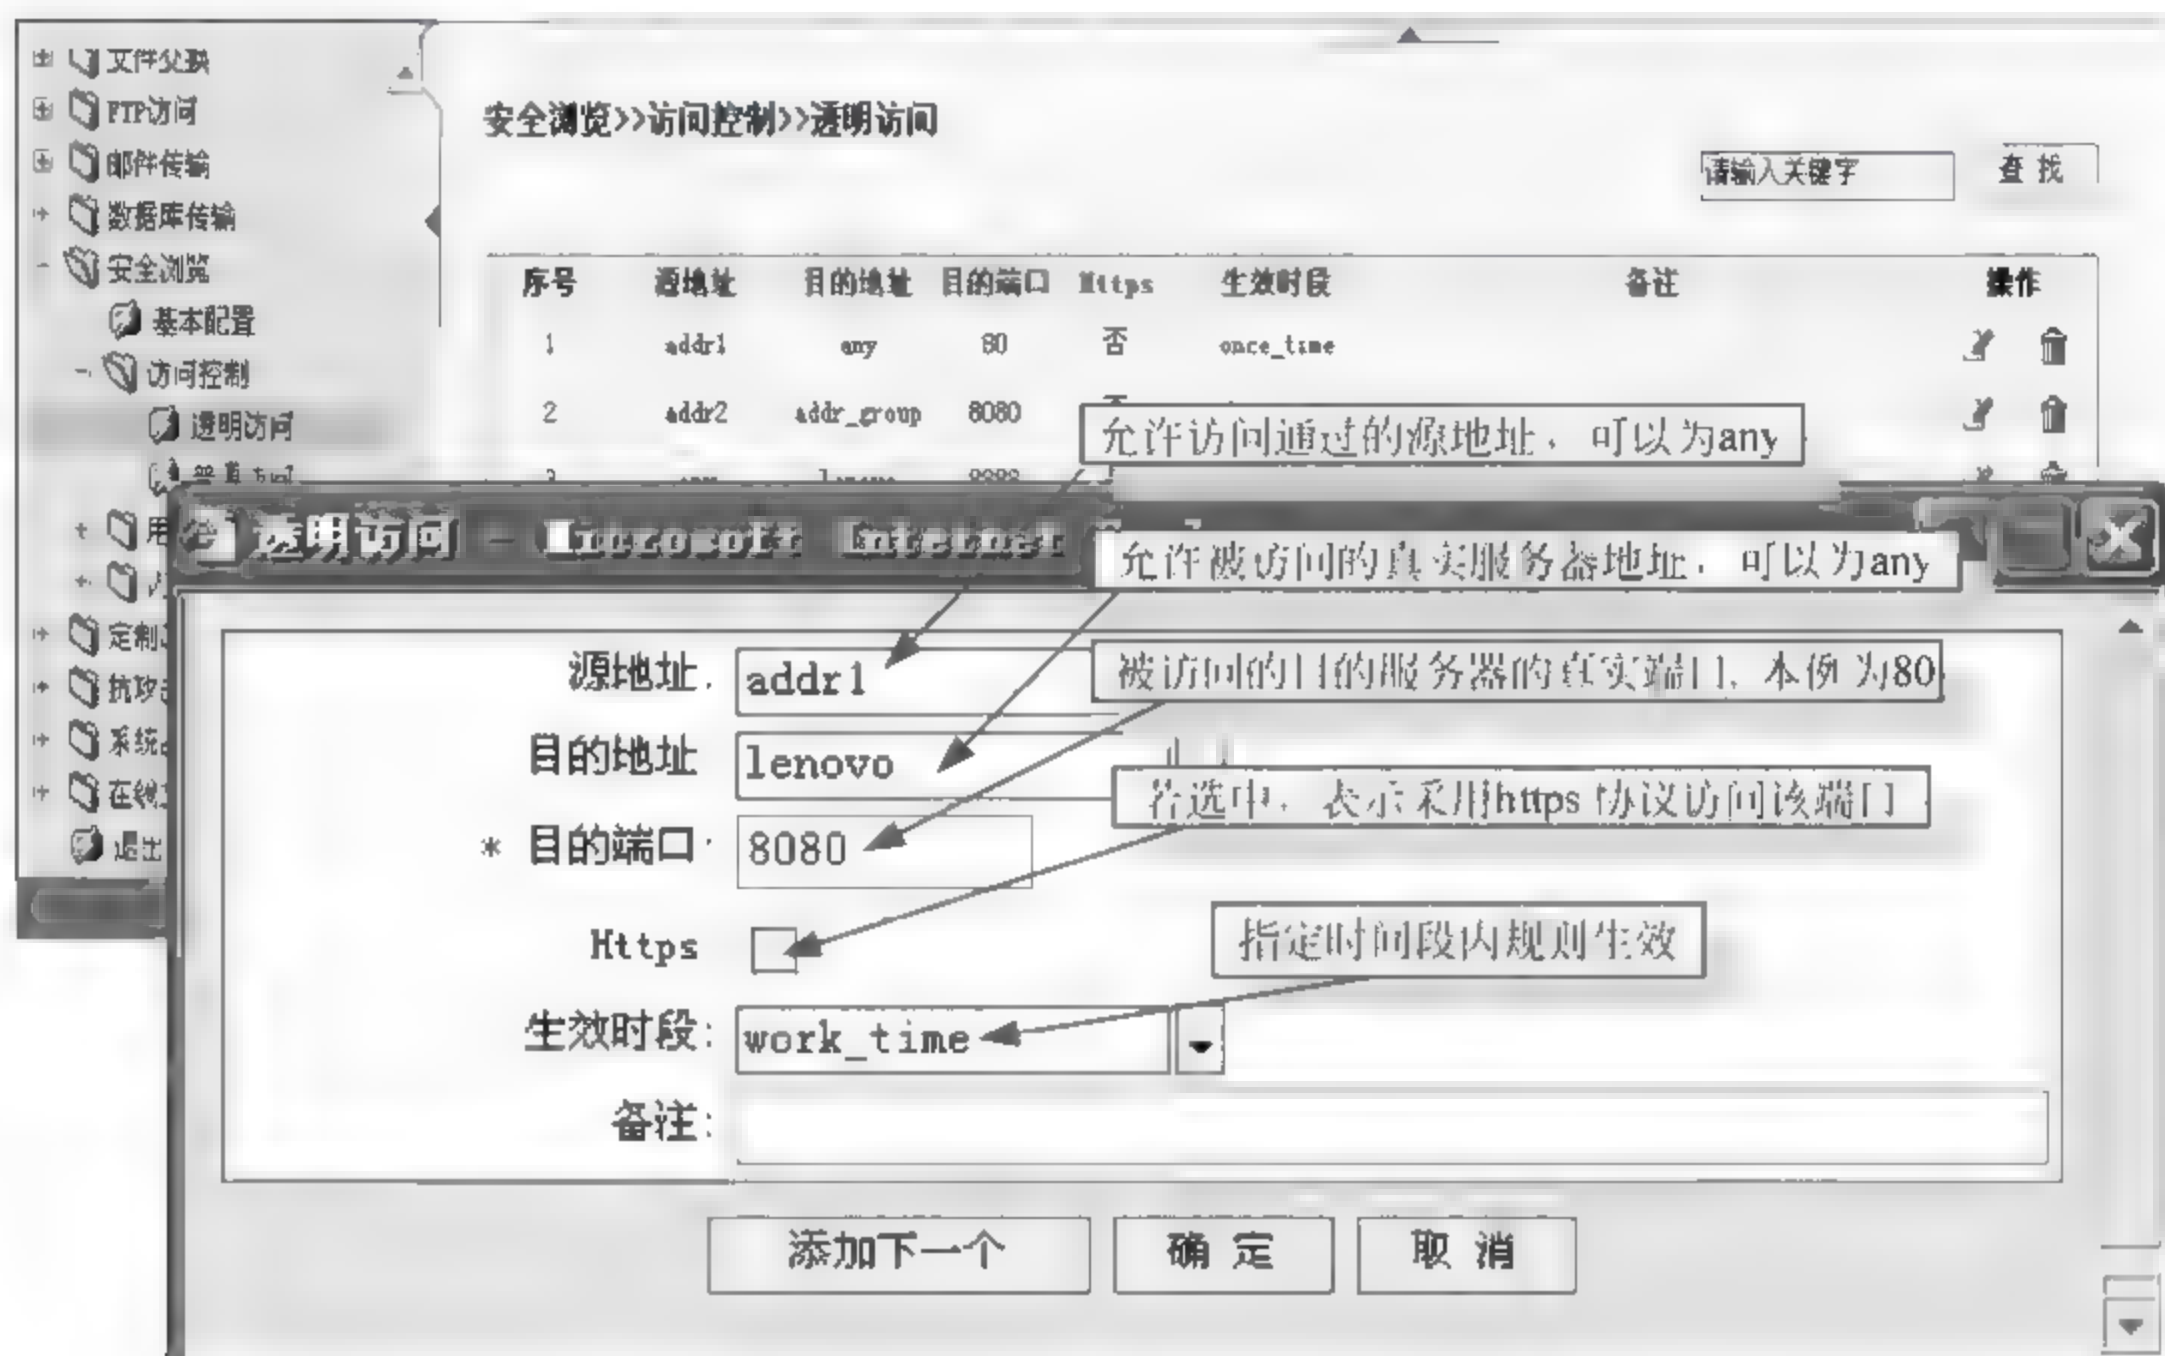 文件交换
FTP访问
邮件传输
数据库传输
安全浏览
基本配置
访问控制
透明访问
用
定制
抗攻击
系统
在线
退出
安全浏览>>访问控制>>透明访问
请输入关键字 查 找
序号 源地址 目的地址 目的端口 Https 生效时段 备注 操作
1 addr1 any 80 否 once_time
2 addr2 addr_group 8080
允许访问通过的源地址，可以为any
透明访问 - Microsoft Internet
允许被访问的真实服务器地址，可以为any
源地址: addr1
被访问的目的服务器的真实端口，本例为80
目的地址 lenovo
若选中，表示采用https 协议访问该端口
* 目的端口: 8080
Https
指定时间段内规则生效
生效时段: work_time
备注:
添加下一个 确 定 取 消